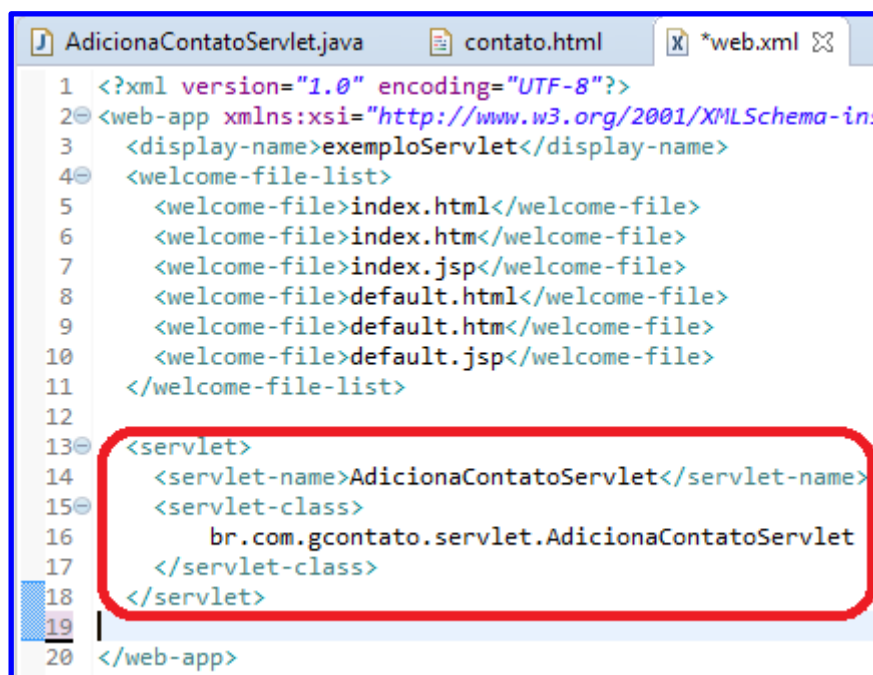 AdicionaContatoServlet.java contato.html *web.xml
1 <?xml version="1.0" encoding="UTF-8"?>
2 <web-app xmlns:xsi="http://www.w3.org/2001/XMLSchema-ins
3 <display-name>exemploServlet</display-name>
4 <welcome-file-list>
5 <welcome-file>index.html</welcome-file>
6 <welcome-file>index.htm</welcome-file>
7 <welcome-file>index.jsp</welcome-file>
8 <welcome-file>default.html</welcome-file>
9 <welcome-file>default.htm</welcome-file>
10 <welcome-file>default.jsp</welcome-file>
11 </welcome-file-list>
12
13 <servlet>
14 <servlet-name>AdicionaContatoServlet</servlet-name>
15 <servlet-class>
16 br.com.gcontato.servlet.AdicionaContatoServlet
17 </servlet-class>
18 </servlet>
19
20 </web-app>